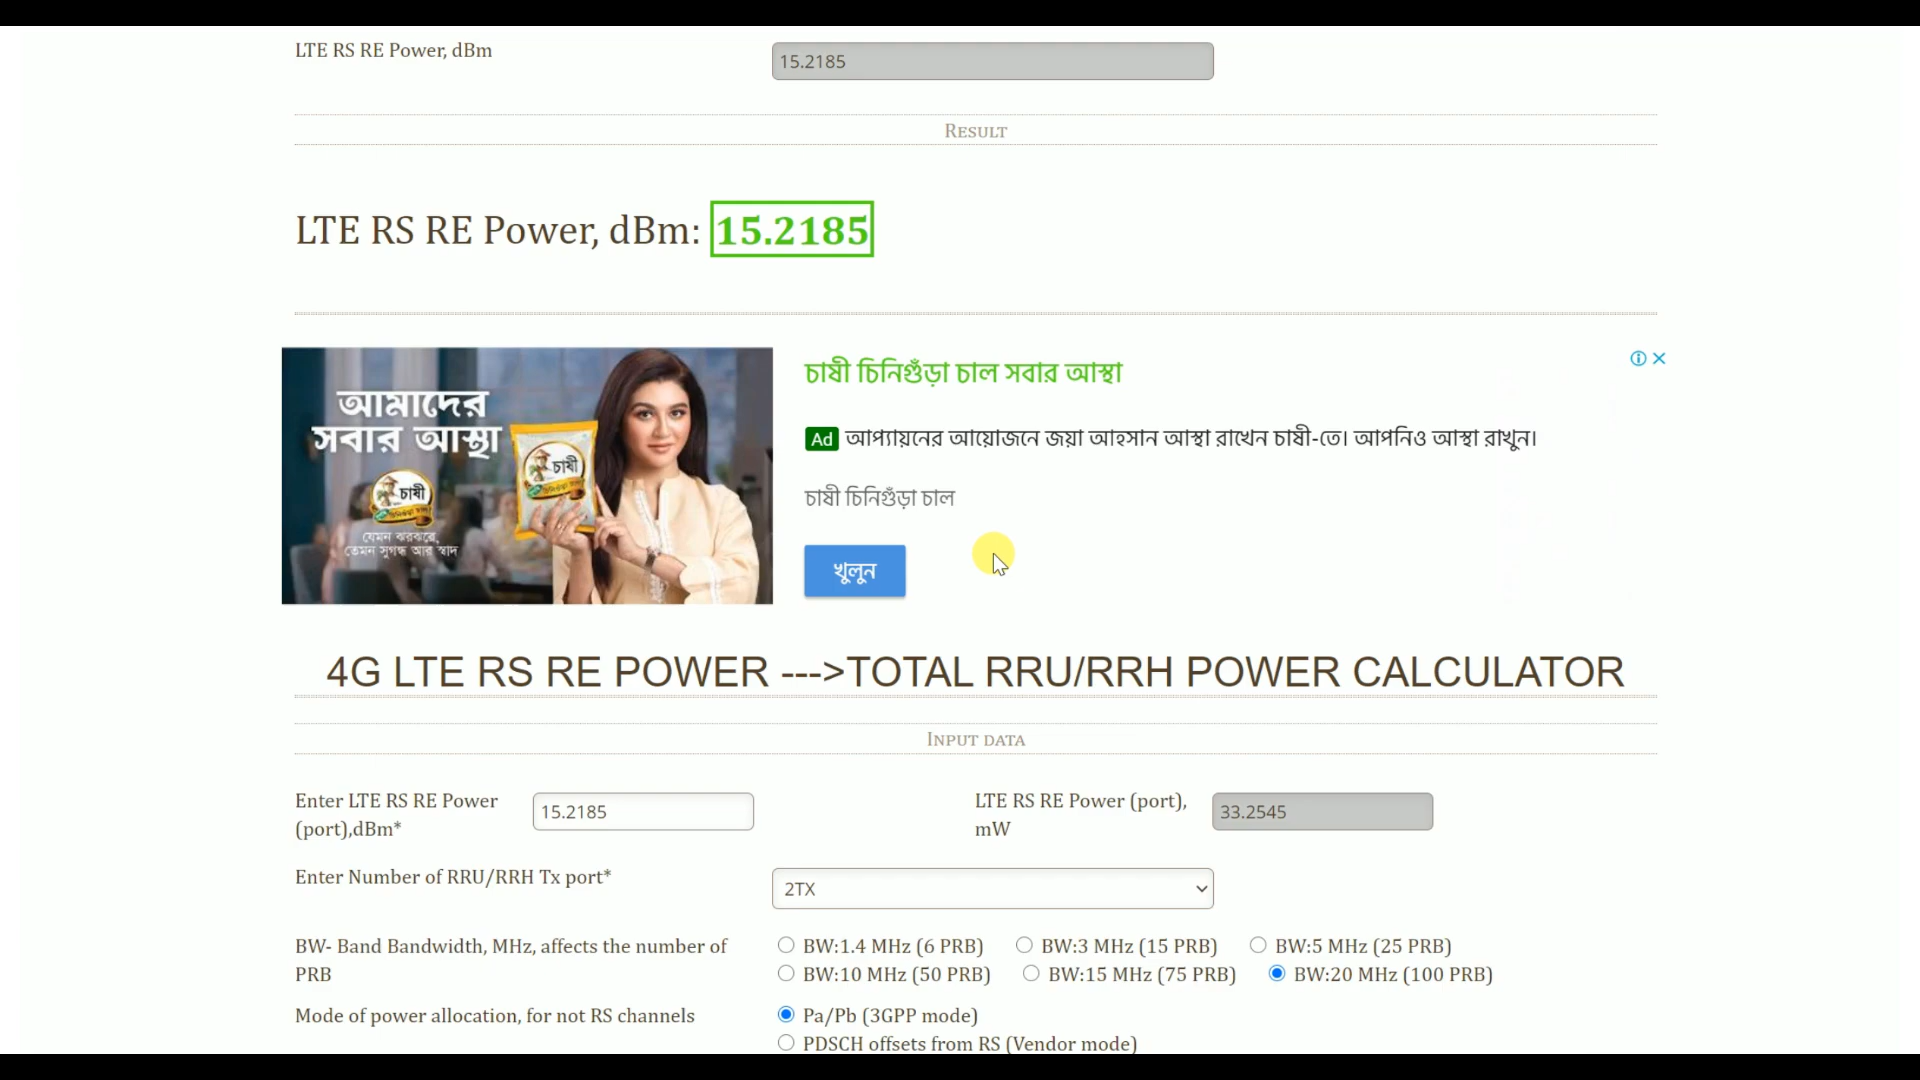 LTE RS RE Power, dBm
15.2185
RESULT
LTE RS RE Power, dBm: 15.2185
আমাদের
সবার আস্থা
চাষী
চাষী
যেমন ঝরঝরে,
তেমন সুগন্ধ আর স্বাদ
চাষী চিনিগুঁড়া চাল সবার আস্থা
Ad আপ্যায়নের আয়োজনে জয়া আহসান আস্থা রাখেন চাষী-তে। আপনিও আস্থা রাখুন।
চাষী চিনিগুঁড়া চাল
খুলুন
4G LTE RS RE POWER --->TOTAL RRU/RRH POWER CALCULATOR
INPUT DATA
Enter LTE RS RE Power
(port),dBm*
15.2185
LTE RS RE Power (port),
mW
33.2545
Enter Number of RRU/RRH Tx port*
2TX
BW- Band Bandwidth, MHz, affects the number of
PRB
BW:1.4 MHz (6 PRB) BW:3 MHz (15 PRB) BW:5 MHz (25 PRB)
BW:10 MHz (50 PRB) BW:15 MHz (75 PRB) BW:20 MHz (100 PRB)
Mode of power allocation, for not RS channels
Pa/Pb (3GPP mode)
PDSCH offsets from RS (Vendor mode)